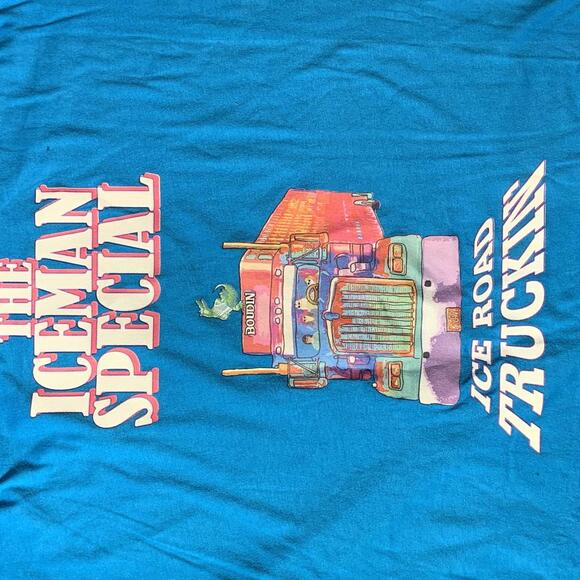 THE
ICEMAN
SPECIAL
BOUDIN
ICE ROAD
TRUCKIN'